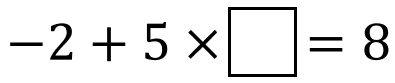 −2 + 5 × □ = 8